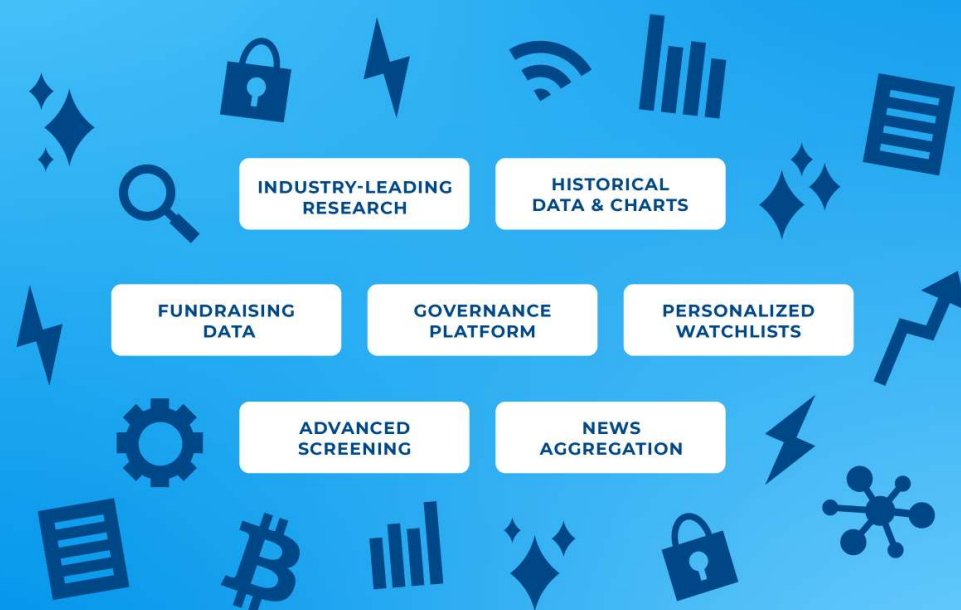 INDUSTRY-LEADING
RESEARCH
HISTORICAL
DATA & CHARTS
FUNDRAISING
DATA
GOVERNANCE
PLATFORM
PERSONALIZED
WATCHLISTS
ADVANCED
SCREENING
NEWS
AGGREGATION